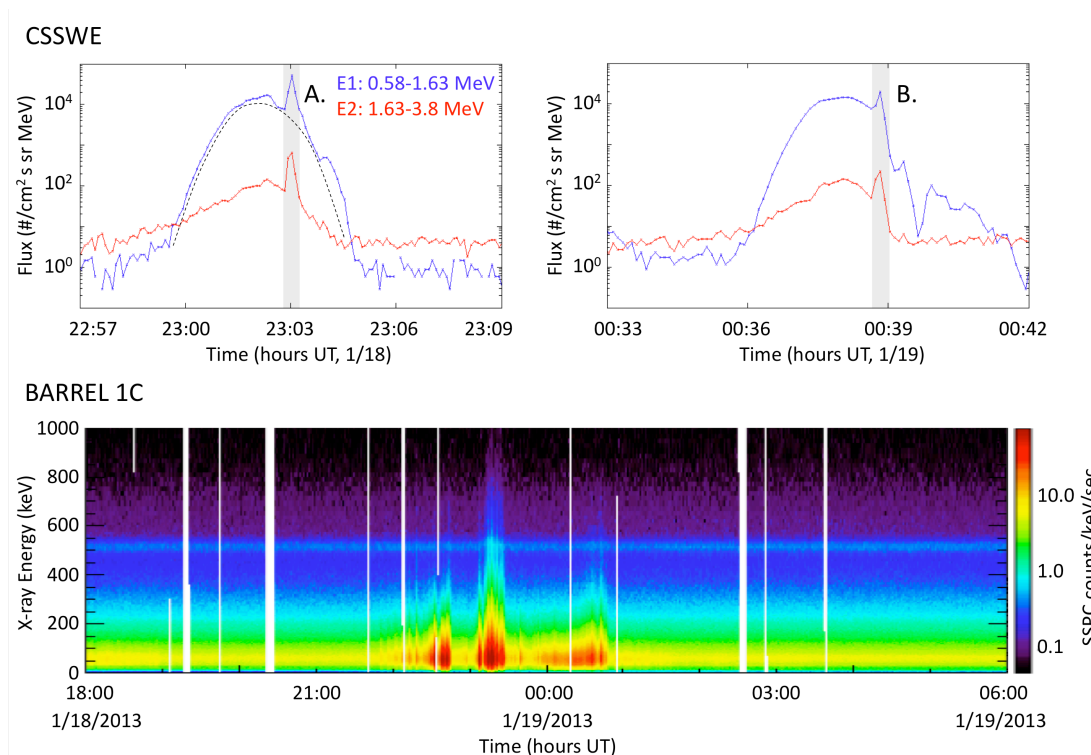 CSSWE
A.
E1: 0.58-1.63 MeV
E2: 1.63-3.8 MeV
Flux (#/cm² s sr MeV)
10⁴
10²
10⁰
22:57 23:00 23:03 23:06 23:09
Time (hours UT, 1/18)
B.
Flux (#/cm² s sr MeV)
10⁴
10²
10⁰
00:33 00:36 00:39 00:42
Time (hours UT, 1/19)
BARREL 1C
X-ray Energy (keV)
1000
800
600
400
200
0
18:00 21:00 00:00 03:00 06:00
1/18/2013 1/19/2013 1/19/2013
Time (hours UT)
10.0
1.0
0.1
SSPC counts/keV/sec